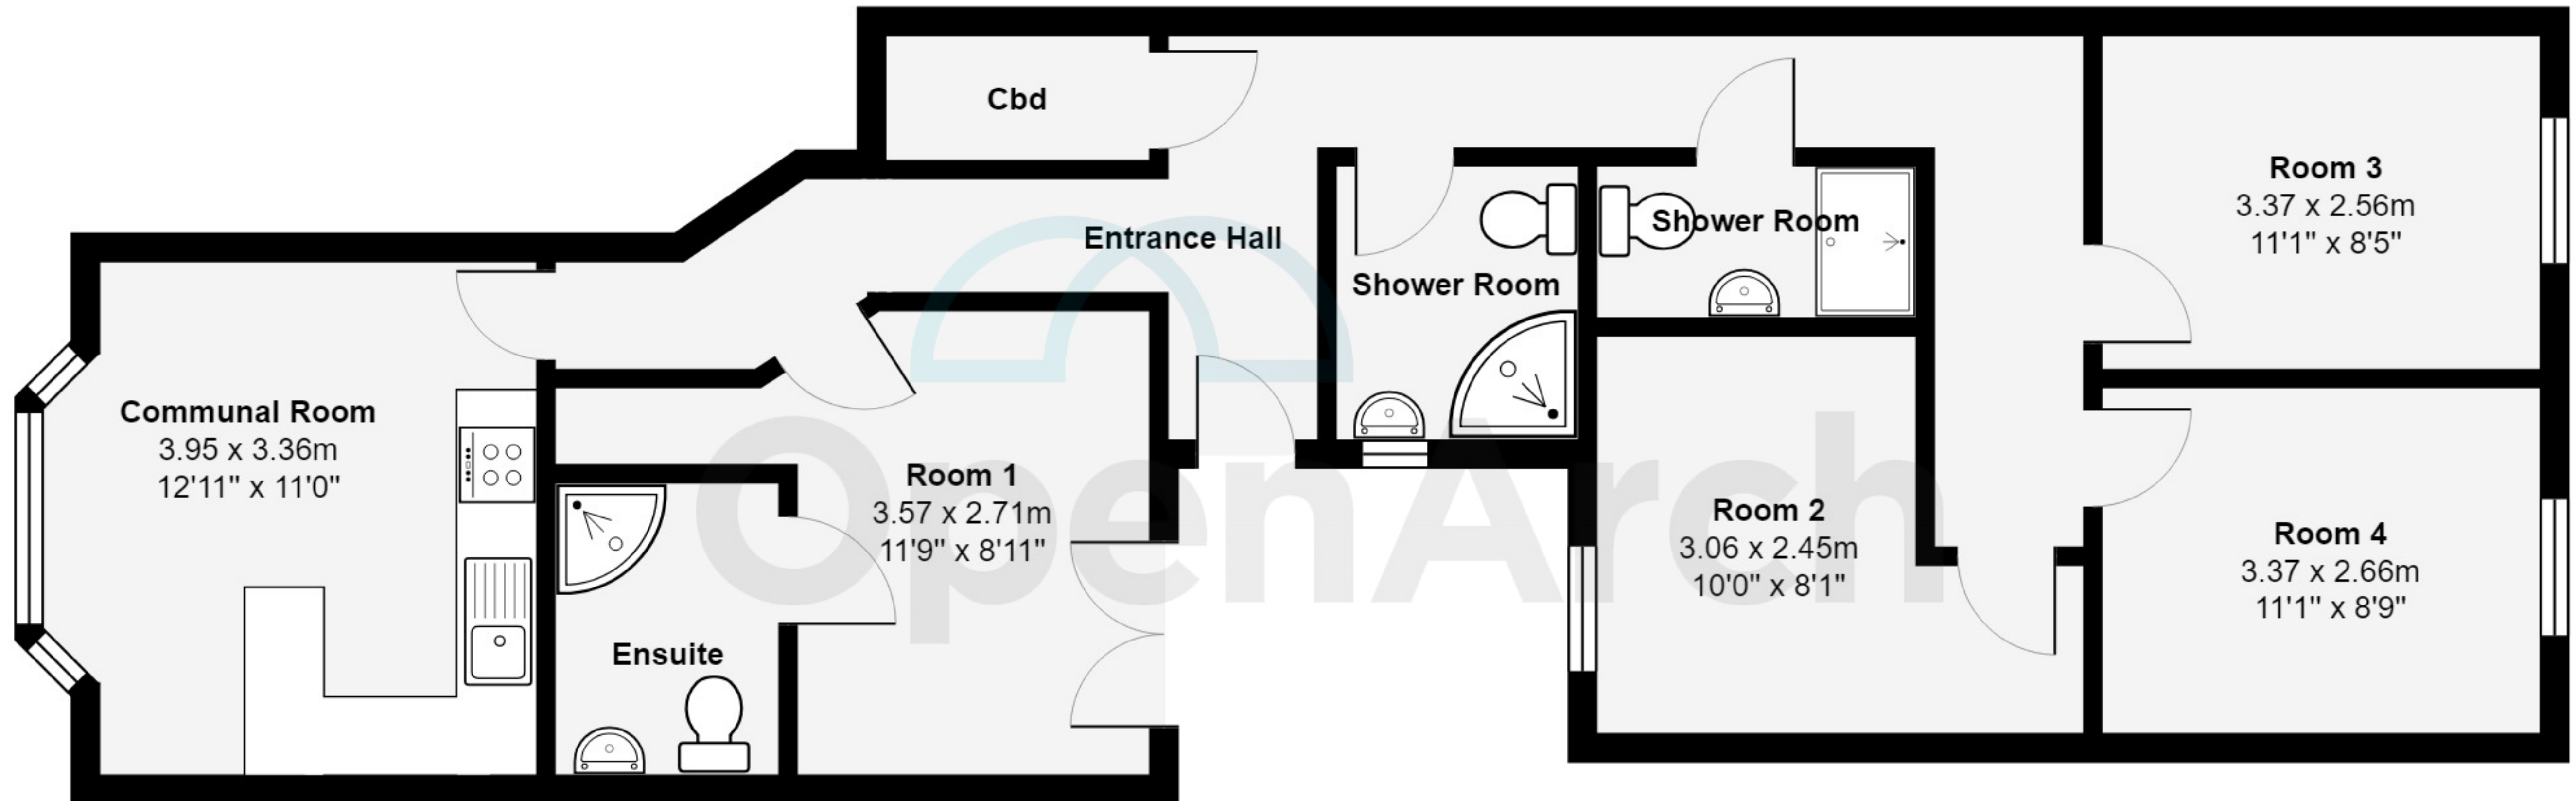 Cbd
Entrance Hall
Shower Room
Shower Room
Room 3
3.37 x 2.56m
11'1" x 8'5"
Communal Room
3.95 x 3.36m
12'11" x 11'0"
Room 1
3.57 x 2.71m
11'9" x 8'11"
Room 2
3.06 x 2.45m
10'0" x 8'1"
Room 4
3.37 x 2.66m
11'1" x 8'9"
Ensuite
OpenArch